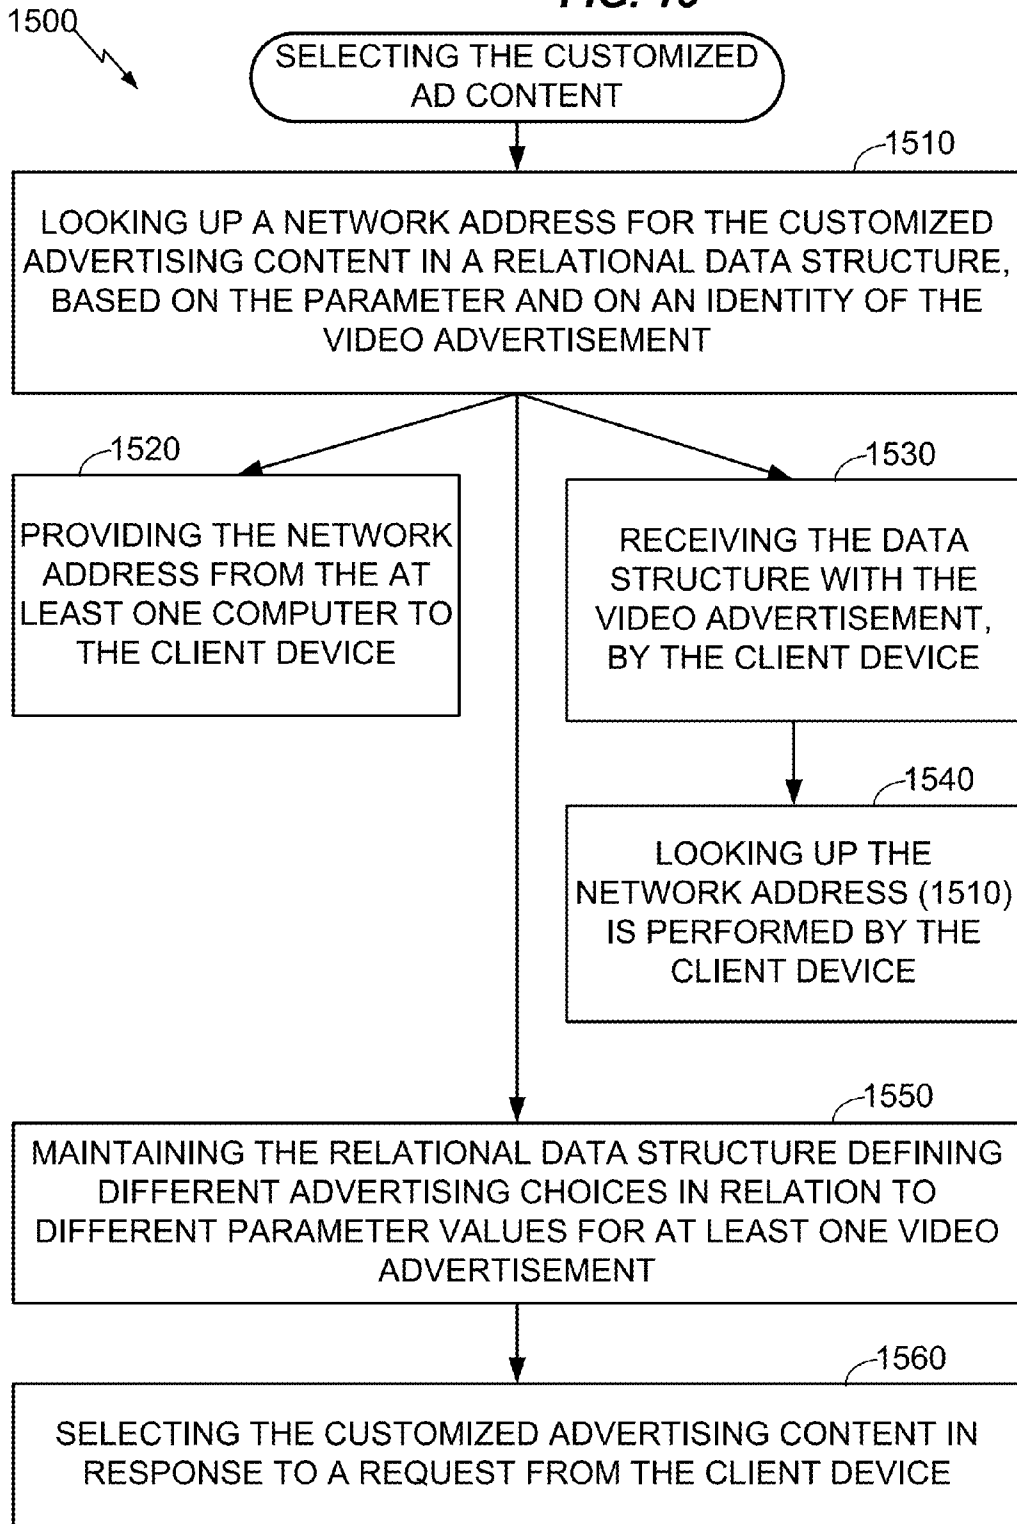 1500
SELECTING THE CUSTOMIZED
AD CONTENT
1510
LOOKING UP A NETWORK ADDRESS FOR THE CUSTOMIZED
ADVERTISING CONTENT IN A RELATIONAL DATA STRUCTURE,
BASED ON THE PARAMETER AND ON AN IDENTITY OF THE
VIDEO ADVERTISEMENT
1520
PROVIDING THE NETWORK
ADDRESS FROM THE AT
LEAST ONE COMPUTER TO
THE CLIENT DEVICE
1530
RECEIVING THE DATA
STRUCTURE WITH THE
VIDEO ADVERTISEMENT,
BY THE CLIENT DEVICE
1540
LOOKING UP THE
NETWORK ADDRESS (1510)
IS PERFORMED BY THE
CLIENT DEVICE
1550
MAINTAINING THE RELATIONAL DATA STRUCTURE DEFINING
DIFFERENT ADVERTISING CHOICES IN RELATION TO
DIFFERENT PARAMETER VALUES FOR AT LEAST ONE VIDEO
ADVERTISEMENT
1560
SELECTING THE CUSTOMIZED ADVERTISING CONTENT IN
RESPONSE TO A REQUEST FROM THE CLIENT DEVICE